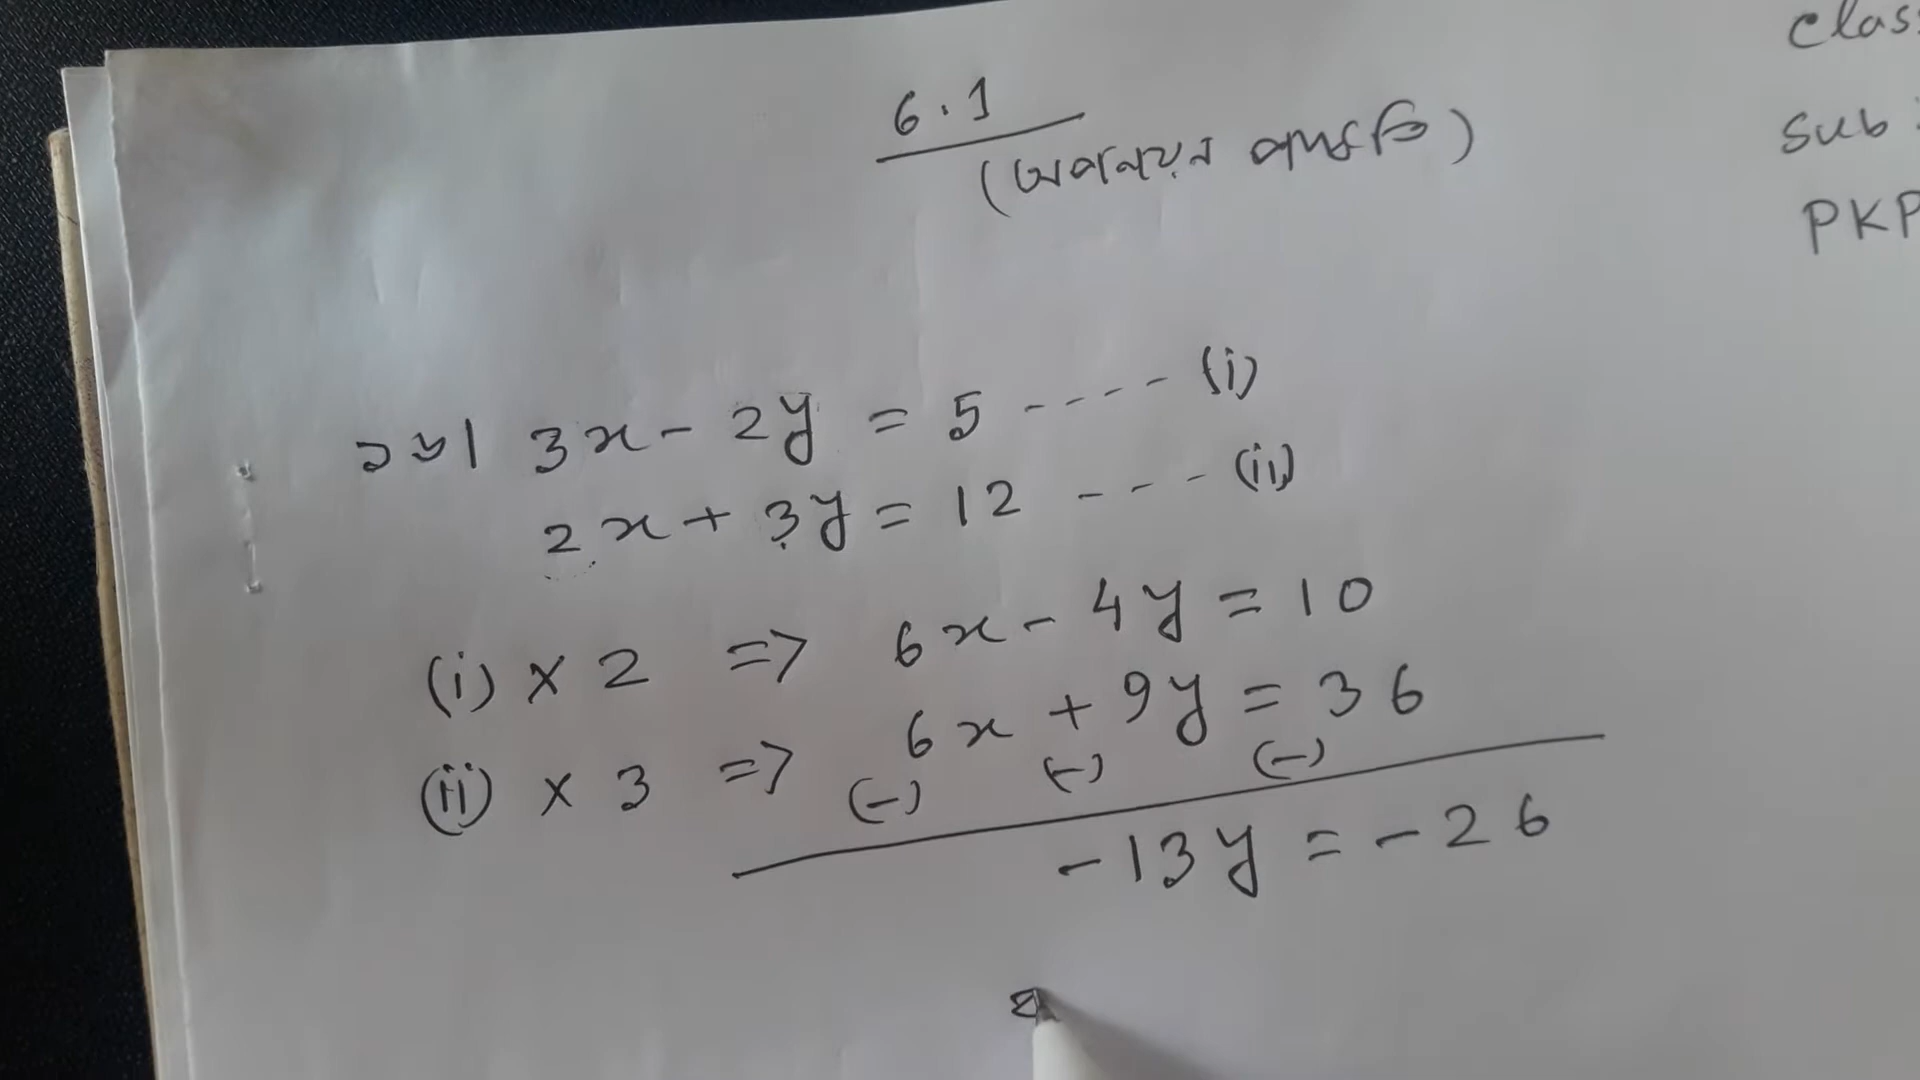 6.1
(অপনয়ন পদ্ধতি)
Clas
Sub :
PKP
১৬। 3x - 2y = 5 ---- (i)
2x + 3y = 12 --- (ii)
(i) × 2 => 6x - 4y = 10
(ii) × 3 => 6x + 9y = 36
(-) (-) (-)
-13y = -26